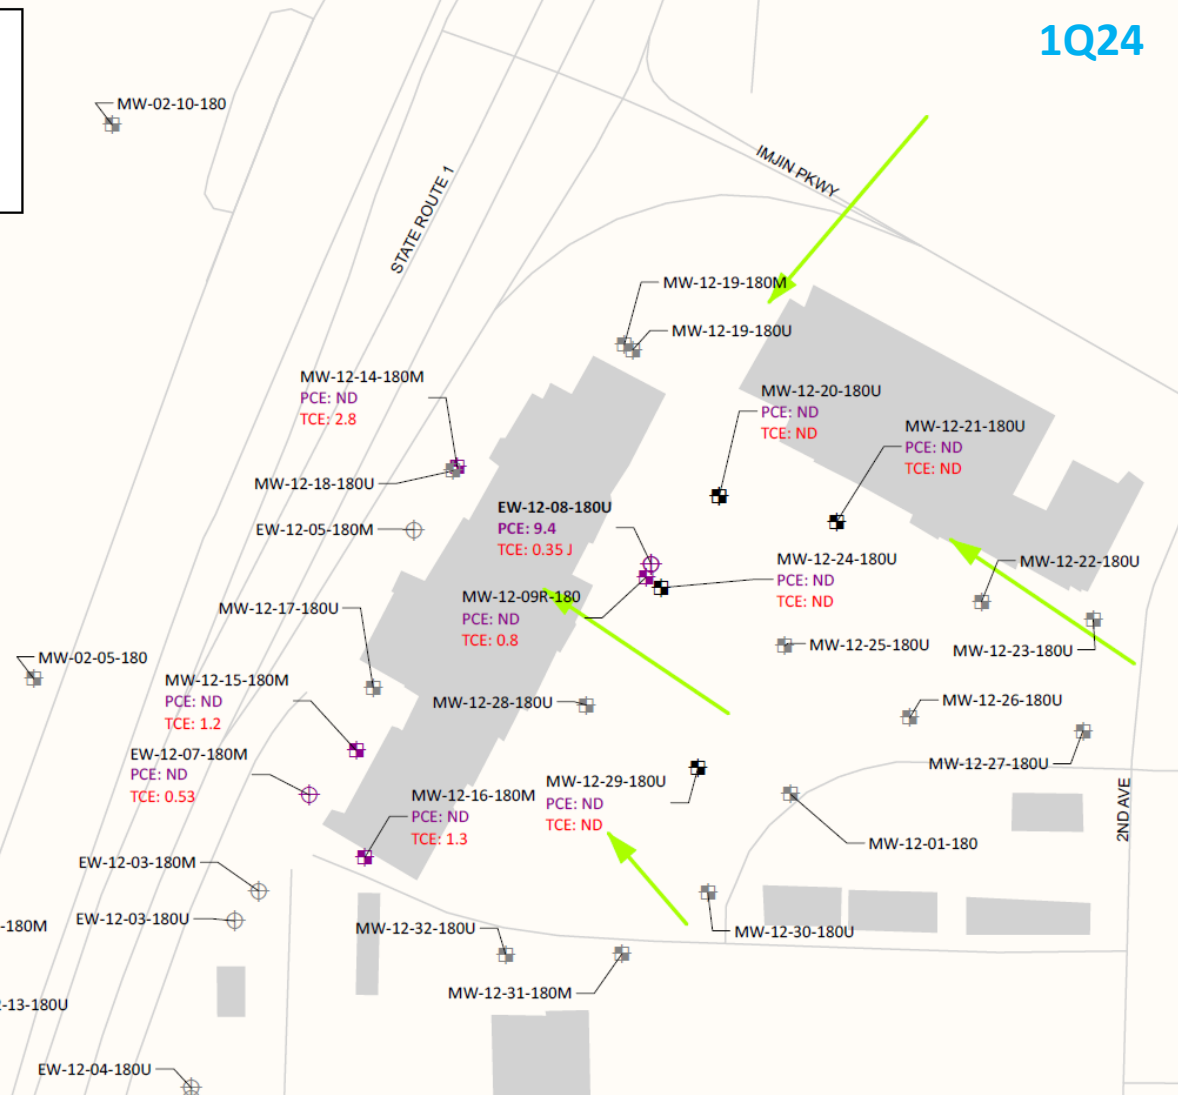 1Q24
MW-02-10-180
IMJIN PKWY
STATE ROUTE 1
MW-12-19-180M
MW-12-19-180U
MW-12-14-180M
PCE: ND
TCE: 2.8
MW-12-20-180U
PCE: ND
TCE: ND
MW-12-21-180U
PCE: ND
TCE: ND
MW-12-18-180U
EW-12-05-180M
EW-12-08-180U
PCE: 9.4
TCE: 0.35 J
MW-12-24-180U
PCE: ND
TCE: ND
MW-12-22-180U
MW-12-09R-180
PCE: ND
TCE: 0.8
MW-12-17-180U
MW-12-25-180U
MW-12-23-180U
MW-02-05-180
MW-12-15-180M
PCE: ND
TCE: 1.2
MW-12-28-180U
MW-12-26-180U
EW-12-07-180M
PCE: ND
TCE: 0.53
MW-12-27-180U
MW-12-29-180U
PCE: ND
TCE: ND
MW-12-16-180M
PCE: ND
TCE: 1.3
2ND AVE
MW-12-01-180
EW-12-03-180M
EW-12-03-180U
-180M
MW-12-32-180U
MW-12-30-180U
MW-12-31-180M
-13-180U
EW-12-04-180U